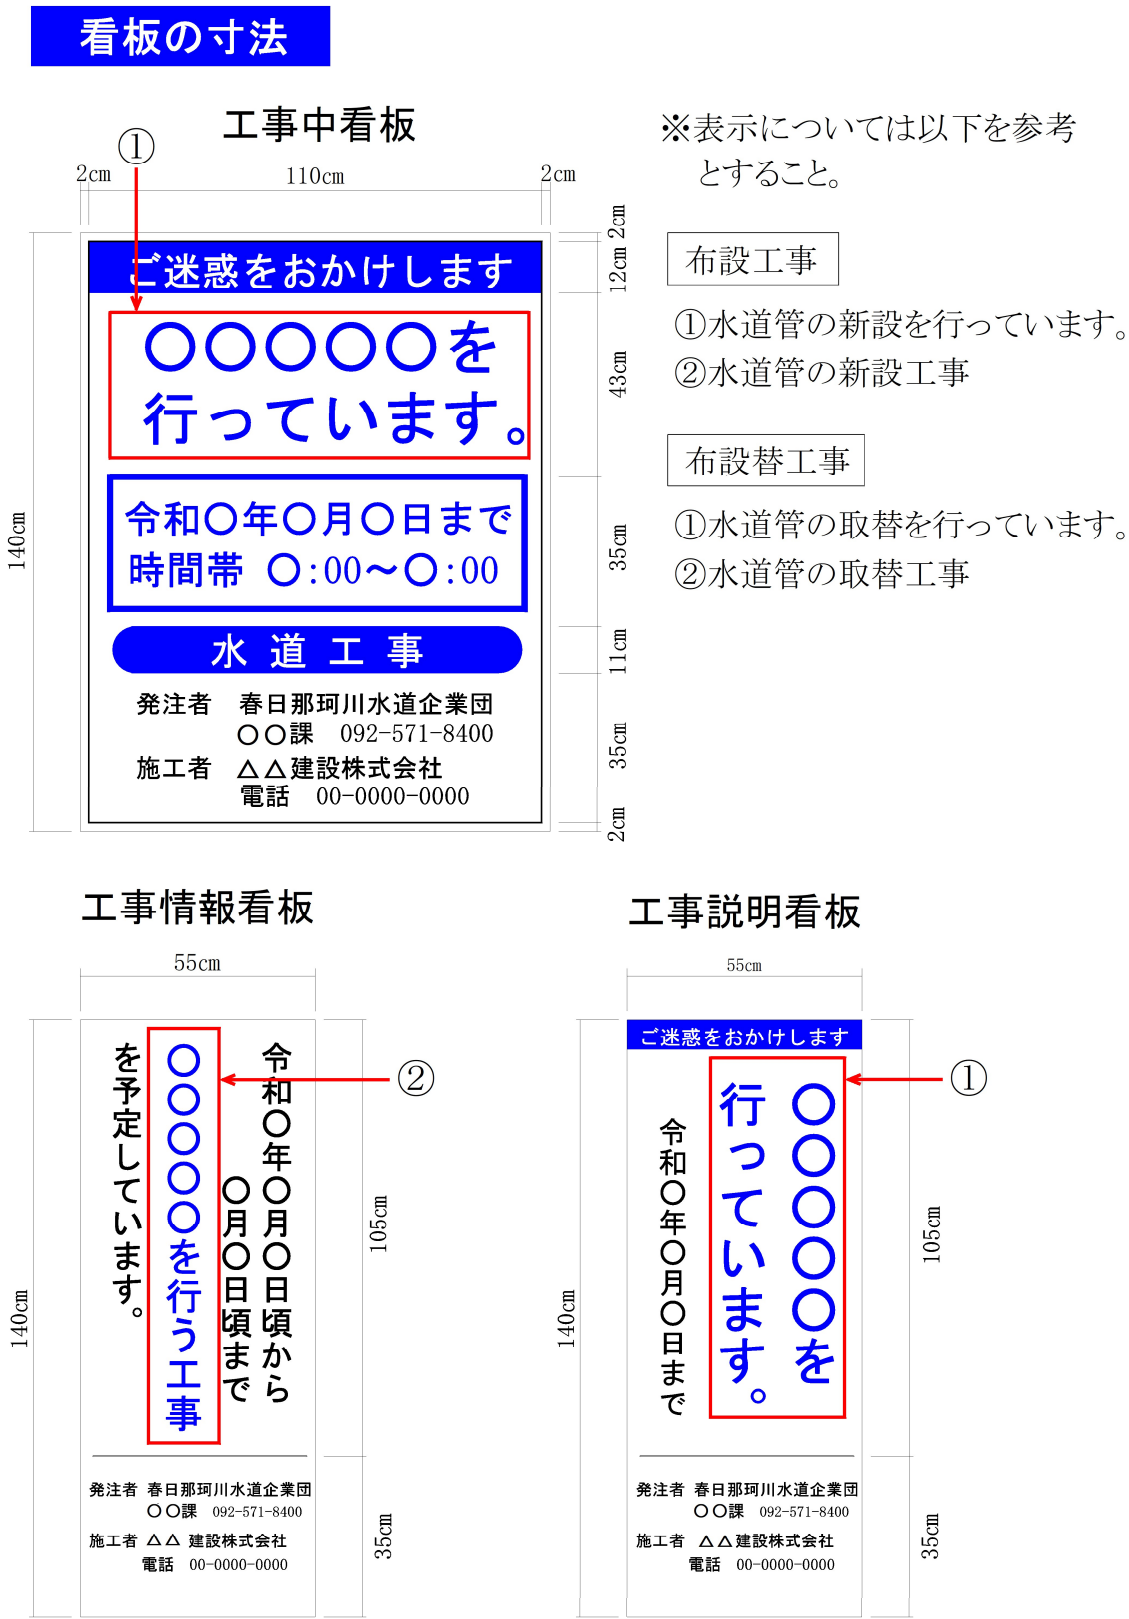 看板の寸法
工事中看板
①
2cm
110cm
2cm
140cm
ご迷惑をおかけします
〇〇〇〇〇を
行っています。
令和〇年〇月〇日まで
時間帯 〇:00～〇:00
水道工事
発注者 春日那珂川水道企業団
〇〇課 092-571-8400
施工者 △△建設株式会社
電話 00-0000-0000
2cm
12cm
43cm
35cm
11cm
35cm
2cm
※表示については以下を参考
とすること。
布設工事
①水道管の新設を行っています。
②水道管の新設工事
布設替工事
①水道管の取替を行っています。
②水道管の取替工事
工事情報看板
55cm
140cm
令和〇年〇月〇日頃から
〇月〇日頃まで
〇〇〇〇〇を行う工事
を予定しています。
②
105cm
発注者 春日那珂川水道企業団
〇〇課 092-571-8400
施工者 △△ 建設株式会社
電話 00-0000-0000
35cm
工事説明看板
55cm
140cm
ご迷惑をおかけします
〇〇〇〇〇を
行っています。
令和〇年〇月〇日まで
①
105cm
発注者 春日那珂川水道企業団
〇〇課 092-571-8400
施工者 △△建設株式会社
電話 00-0000-0000
35cm